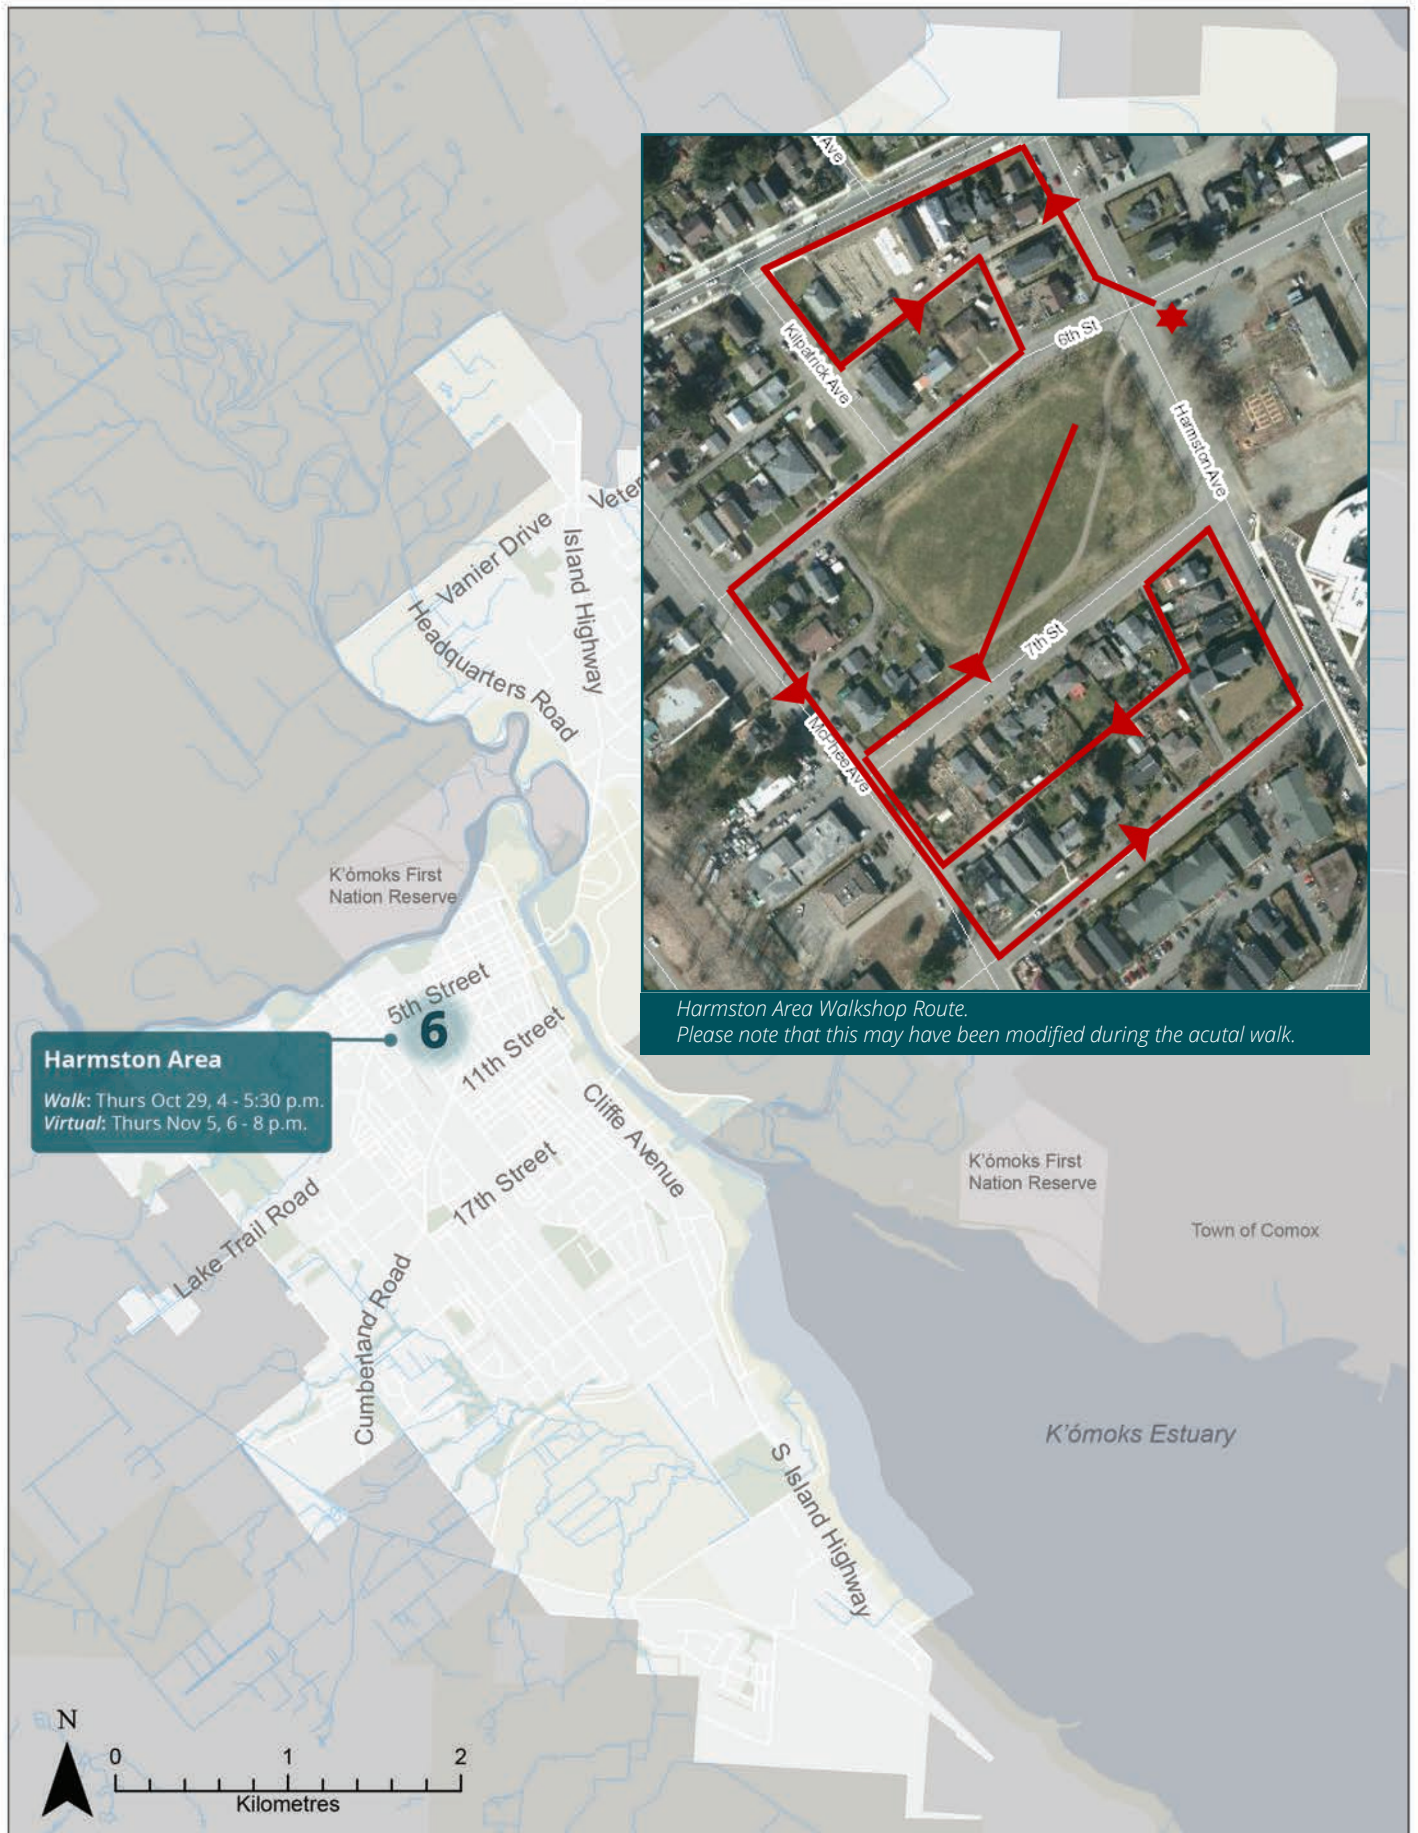 Ave
Kilpatrick Ave
6th St
Harmston Ave
7th St
McPhee Ave
Harmston Area Walkshop Route.
Please note that this may have been modified during the acutal walk.
Vanier Drive
Island Highway
Headquarters Road
K'ómoks First
Nation Reserve
5th Street
6
11th Street
Harmston Area
Walk: Thurs Oct 29, 4 - 5:30 p.m.
Virtual: Thurs Nov 5, 6 - 8 p.m.
Cliffe Avenue
17th Street
Lake Trail Road
Cumberland Road
K'ómoks First
Nation Reserve
Town of Comox
K'ómoks Estuary
S Island Highway
N
0 1 2
Kilometres